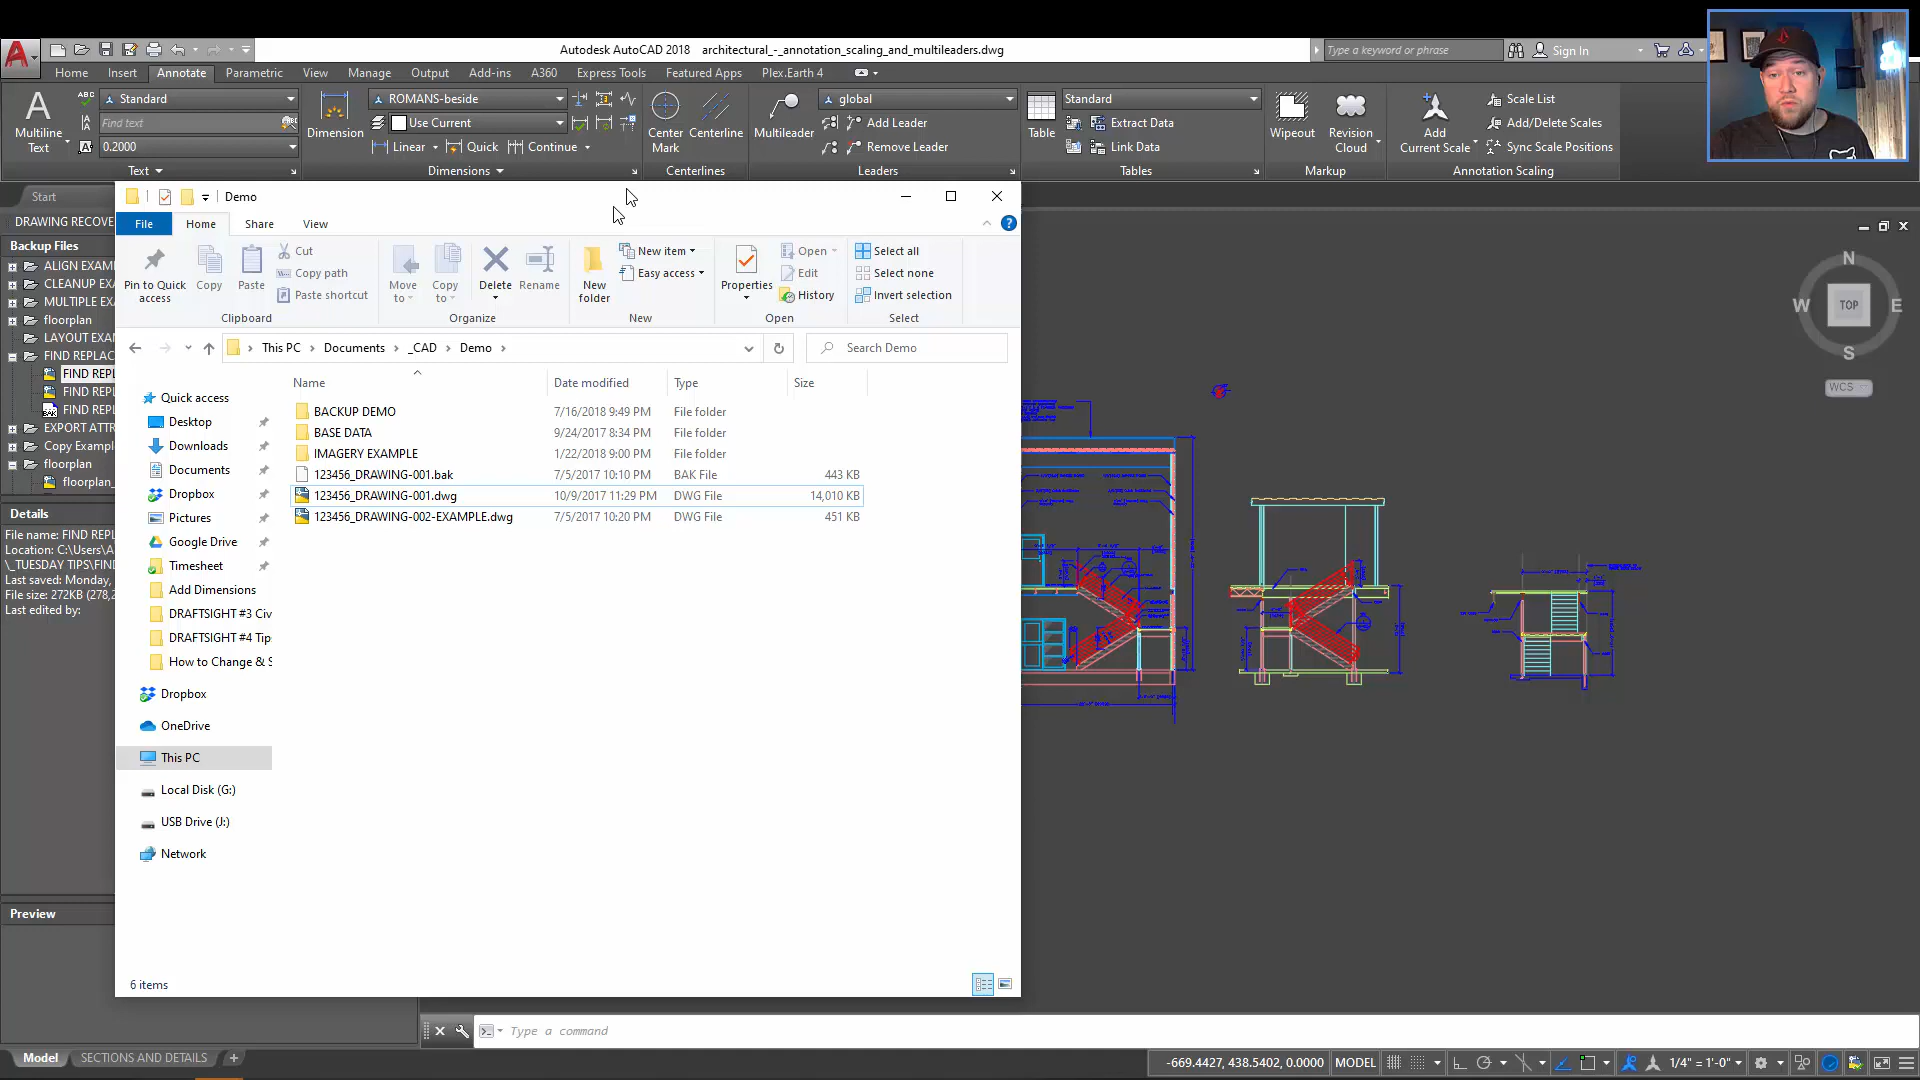 Autodesk AutoCAD 2018 architectural_-_annotation_scaling_and_multileaders.dwg
Type a keyword or phrase
Sign In
Home Insert Annotate Parametric View Manage Output Add-ins A360 Express Tools Featured Apps Plex.Earth 4
Multiline
Text
Standard
Find text
0.2000
Text
Dimension
ROMANS-beside
Use Current
Linear Quick Continue
Dimensions
Center
Mark
Centerline
Centerlines
Multileader
global
Add Leader
Remove Leader
Leaders
Table
Standard
Extract Data
Link Data
Tables
Wipeout
Revision
Cloud
Markup
Add
Current Scale
Scale List
Add/Delete Scales
Sync Scale Positions
Annotation Scaling
Start
DRAWING RECOVE
Backup Files
ALIGN EXAM
CLEANUP EXA
MULTIPLE EX
floorplan
LAYOUT EXA
FIND REPLAC
FIND REPL
FIND REPL
FIND REPL
EXPORT ATTR
Copy Example
floorplan
floorplan_
Details
File name: FIND REPL
Location: C:\Users\A
\_TUESDAY TIPS\FIND
Last saved: Monday,
File size: 272KB (278,2
Last edited by:
Preview
Demo
File Home Share View
Pin to Quick
access
Copy
Paste
Cut
Copy path
Paste shortcut
Clipboard
Move
to
Copy
to
Delete
Rename
Organize
New
folder
New item
Easy access
New
Properties
Open
Edit
History
Open
Select all
Select none
Invert selection
Select
This PC Documents _CAD Demo
Search Demo
Quick access
Desktop
Downloads
Documents
Dropbox
Pictures
Google Drive
Timesheet
Add Dimensions
DRAFTSIGHT #3 Civ
DRAFTSIGHT #4 Tip
How to Change & S
Dropbox
OneDrive
This PC
Local Disk (G:)
USB Drive (J:)
Network
Name Date modified Type Size
BACKUP DEMO 7/16/2018 9:49 PM File folder
BASE DATA 9/24/2017 8:34 PM File folder
IMAGERY EXAMPLE 1/22/2018 9:00 PM File folder
123456_DRAWING-001.bak 7/5/2017 10:10 PM BAK File 443 KB
123456_DRAWING-001.dwg 10/9/2017 11:29 PM DWG File 14,010 KB
123456_DRAWING-002-EXAMPLE.dwg 7/5/2017 10:20 PM DWG File 451 KB
6 items
N
W TOP E
S
WCS
Type a command
Model SECTIONS AND DETAILS +
-669.4427, 438.5402, 0.0000 MODEL
1/4" = 1'-0"